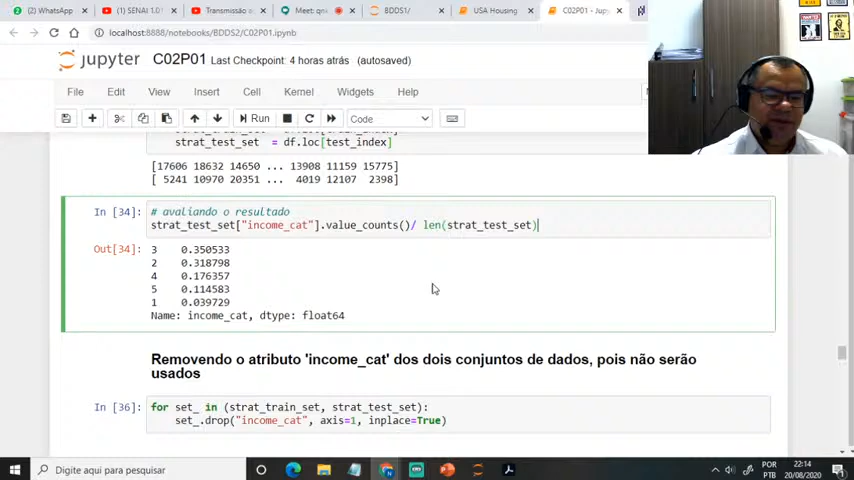 (2) WhatsApp
(1) SENAI 1.01
Transmissão o
Meet: qn
BDDS1/
USA Housing
C02P01 - Jupy
localhost:8888/notebooks/BDDS2/C02P01.ipynb
jupyter C02P01 Last Checkpoint: 4 horas atrás (autosaved)
File Edit View Insert Cell Kernel Widgets Help
Run Code
strat_test_set = df.loc[test_index]
[17606 18632 14650 ... 13908 11159 15775]
[ 5241 10970 20351 ... 4019 12107 2398]
In [34]: # avaliando o resultado
strat_test_set["income_cat"].value_counts()/ len(strat_test_set)
Out[34]: 3 0.350533
2 0.318798
4 0.176357
5 0.114583
1 0.039729
Name: income_cat, dtype: float64
Removendo o atributo 'income_cat' dos dois conjuntos de dados, pois não serão
usados
In [36]: for set_ in (strat_train_set, strat_test_set):
set_.drop("income_cat", axis=1, inplace=True)
Digite aqui para pesquisar
POR
PTB
22:14
20/08/2020